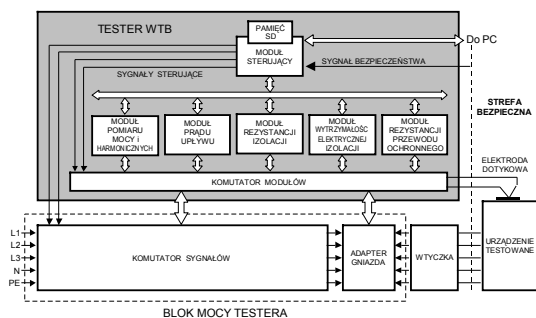 TESTER WTB
PAMIĘĆ
SD
MODUŁ
STERUJĄCY
Do PC
SYGNAŁ BEZPIECZEŃSTWA
SYGNAŁY STERUJĄCE
STREFA
BEZPIECZNA
MODUŁ
POMIARU
MOCY i
HARMONICZNYCH
MODUŁ
PRĄDU
UPŁYWU
MODUŁ
REZYSTANCJI
IZOLACJI
MODUŁ
WYTRZYMAŁOŚĆ
ELEKTRYCZNEJ
IZOLACJI
MODUŁ
REZYSTANCJI
PRZEWODU
OCHRONNEGO
ELEKTRODA
DOTYKOWA
KOMUTATOR MODUŁÓW
L1
L2
L3
N
PE
KOMUTATOR SYGNAŁÓW
ADAPTER
GNIAZDA
WTYCZKA
URZĄDZENIE
TESTOWANE
BLOK MOCY TESTERA